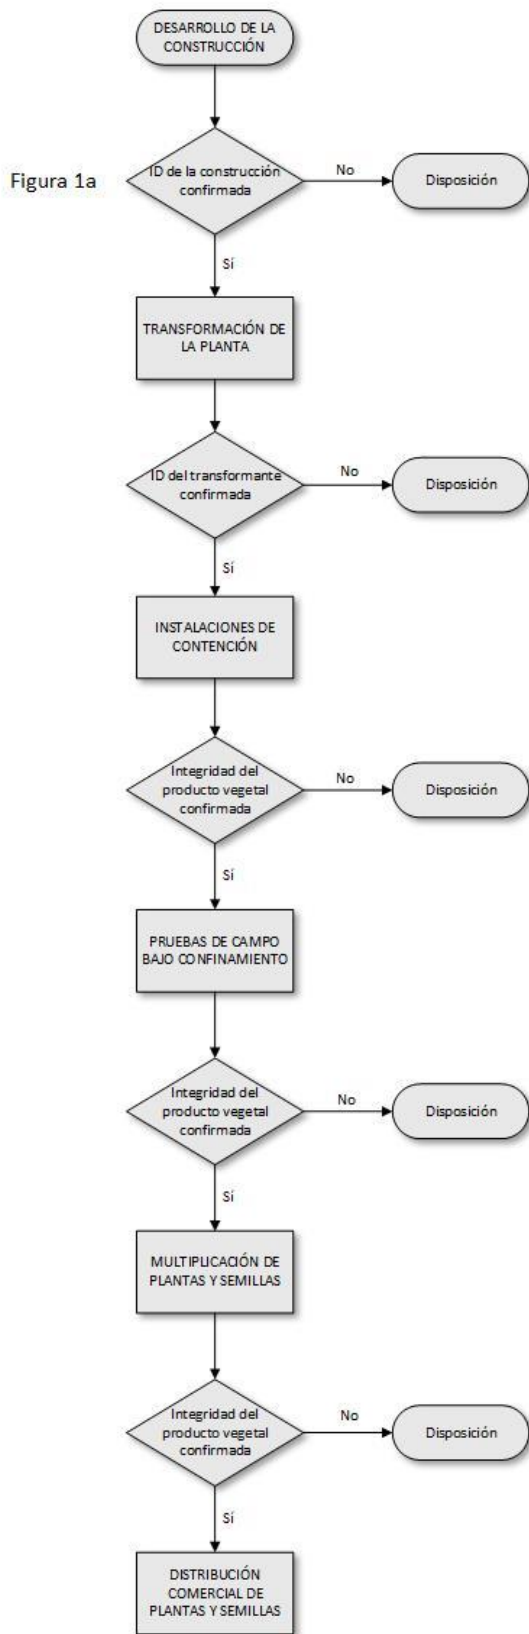 DESARROLLO DE LA
CONSTRUCCIÓN
Figura 1a
ID de la construcción
confirmada
No
Disposición
Sí
TRANSFORMACIÓN DE
LA PLANTA
ID del transformante
confirmada
No
Disposición
Sí
INSTALACIONES DE
CONTENCIÓN
Integridad del
producto vegetal
confirmada
No
Disposición
Sí
PRUEBAS DE CAMPO
BAJO CONFINAMIENTO
Integridad del
producto vegetal
confirmada
No
Disposición
Sí
MULTIPLICACIÓN DE
PLANTAS Y SEMILLAS
Integridad del
producto vegetal
confirmada
No
Disposición
Sí
DISTRIBUCIÓN
COMERCIAL DE
PLANTAS Y SEMILLAS